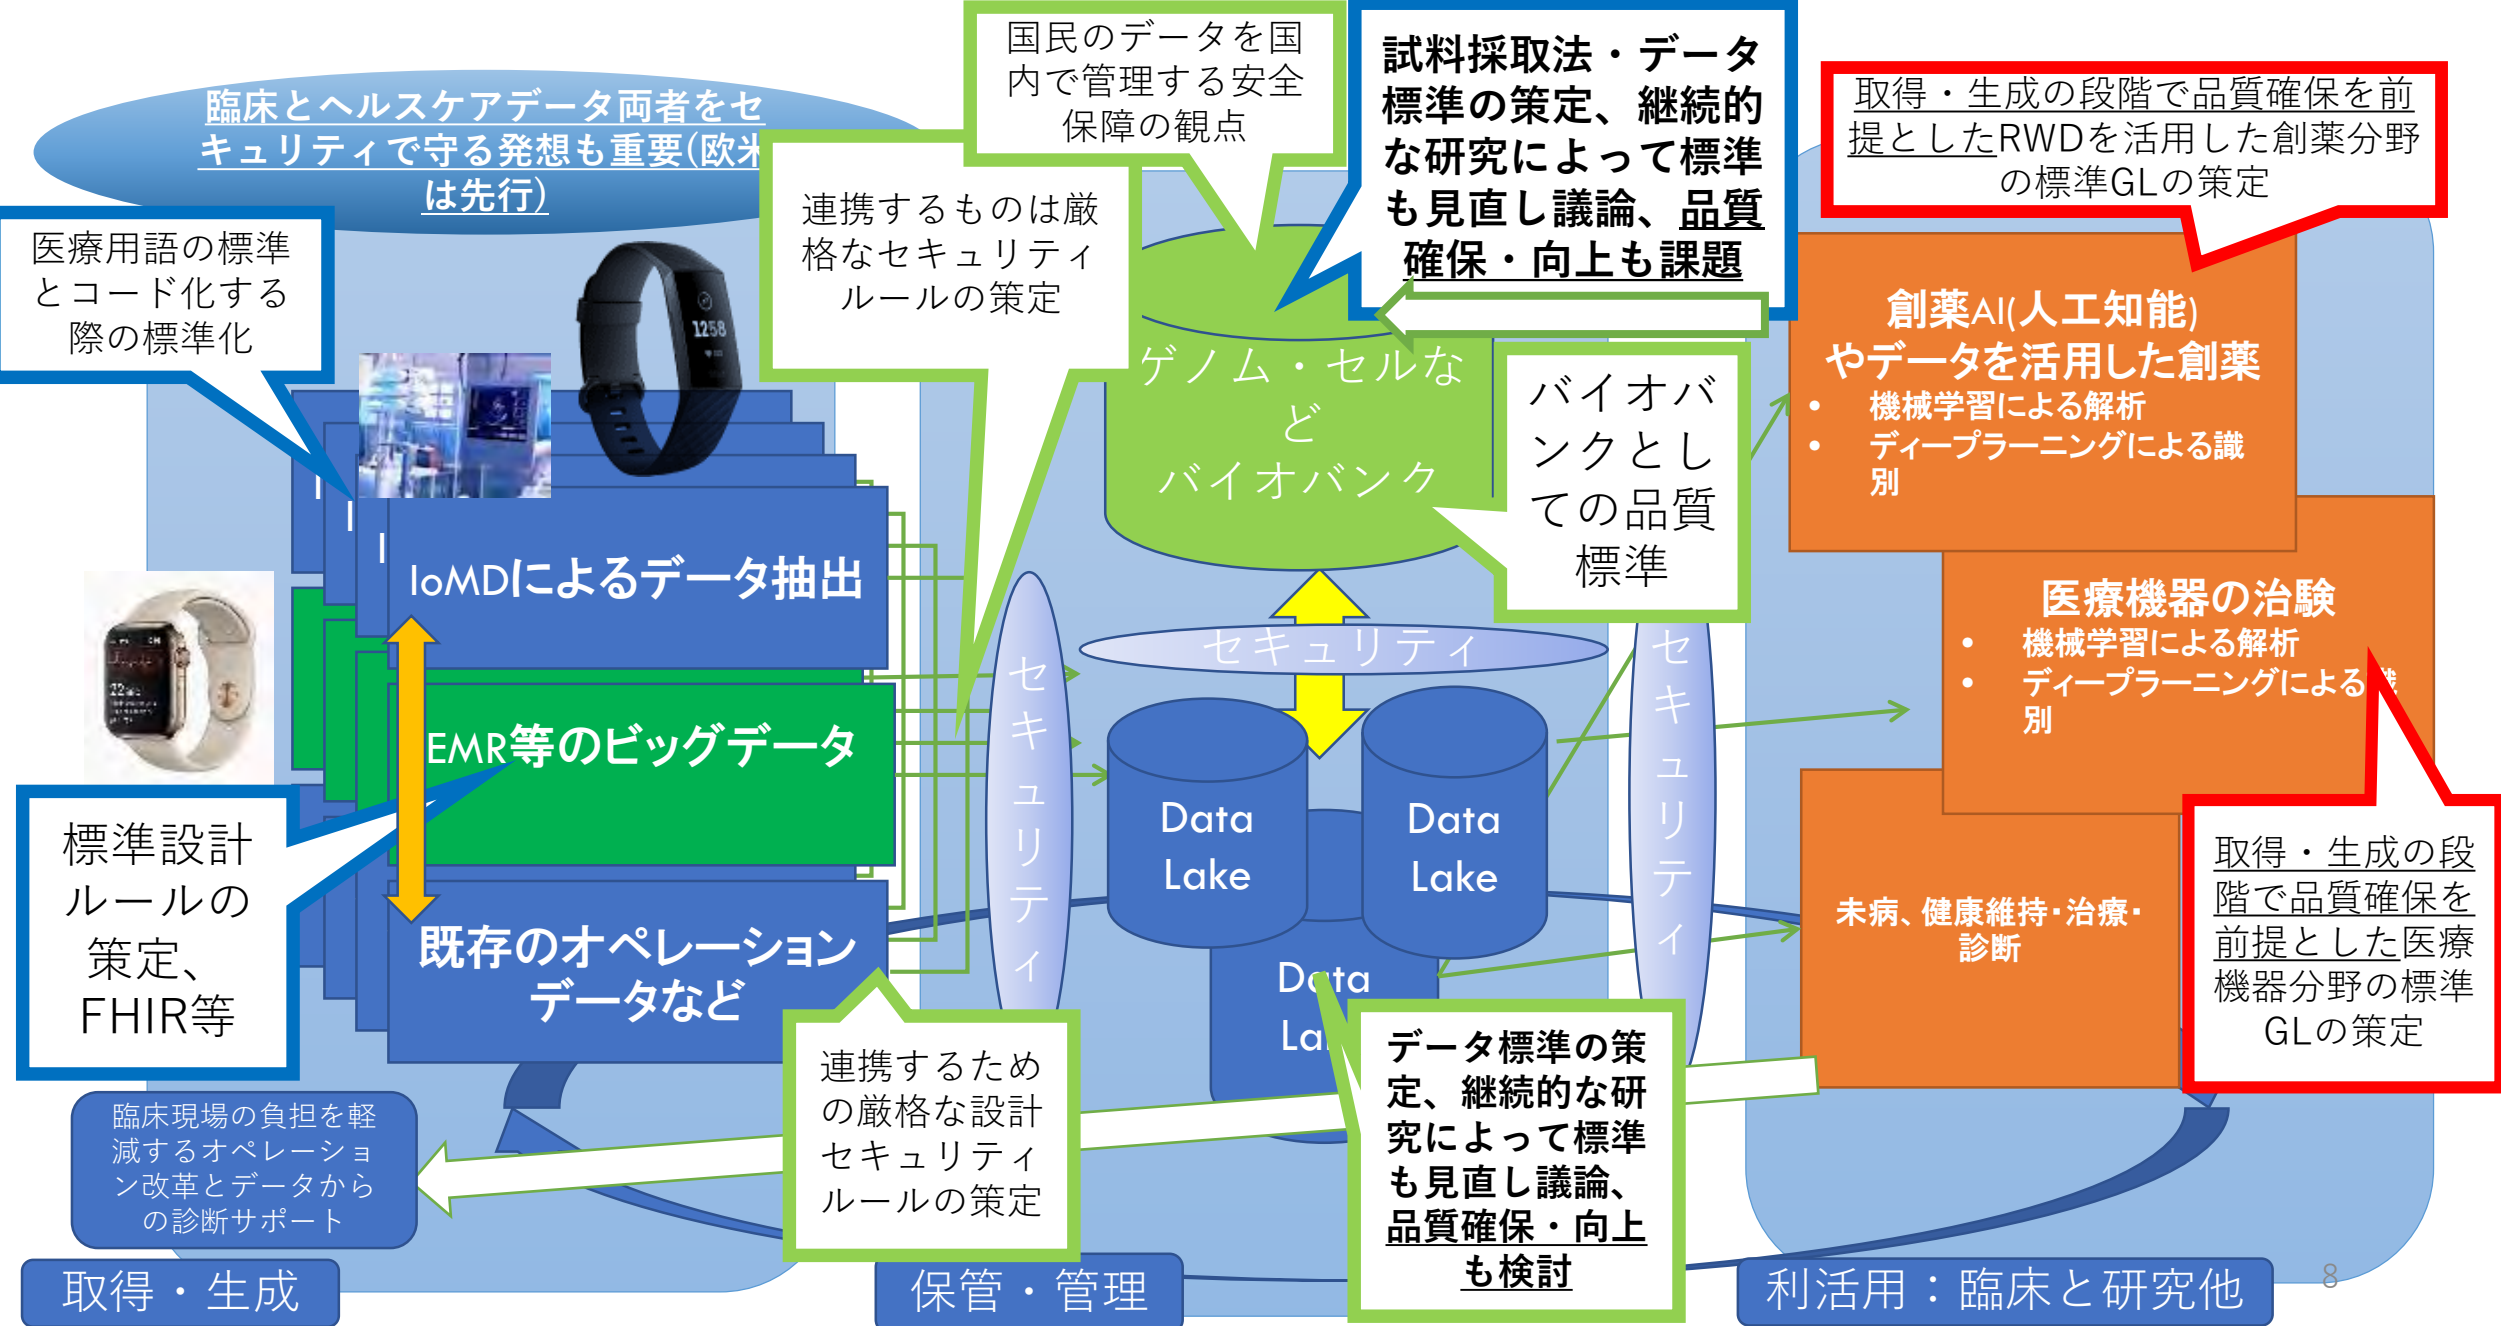 臨床とヘルスケアデータ両者をセ
キュリティで守る発想も重要(欧米
は先行)
国民のデータを国
内で管理する安全
保障の観点
試料採取法・データ
標準の策定、継続的
な研究によって標準
も見直し議論、品質
確保・向上も課題
取得・生成の段階で品質確保を前
提としたRWDを活用した創薬分野
の標準GLの策定
医療用語の標準
とコード化する
際の標準化
連携するものは厳
格なセキュリティ
ルールの策定
ゲノム・セルな
ど
バイオバンク
バイオバ
ンクとし
ての品質
標準
創薬AI(人工知能)
やデータを活用した創薬
• 機械学習による解析
• ディープラーニングによる識
別
12:58
IoMDによるデータ抽出
EMR等のビッグデータ
既存のオペレーション
データなど
セキュリティ
セキュリティ
セキュリティ
Data
Lake
Data
Lake
Data
医療機器の治験
• 機械学習による解析
• ディープラーニングによる識
別
未病、健康維持・治療・
診断
標準設計
ルールの
策定、
FHIR等
取得・生成の段
階で品質確保を
前提とした医療
機器分野の標準
GLの策定
連携するため
の厳格な設計
セキュリティ
ルールの策定
データ標準の策
定、継続的な研
究によって標準
も見直し議論、
品質確保・向上
も検討
臨床現場の負担を軽
減するオペレーショ
ン改革とデータから
の診断サポート
取得・生成
保管・管理
利活用：臨床と研究他
8